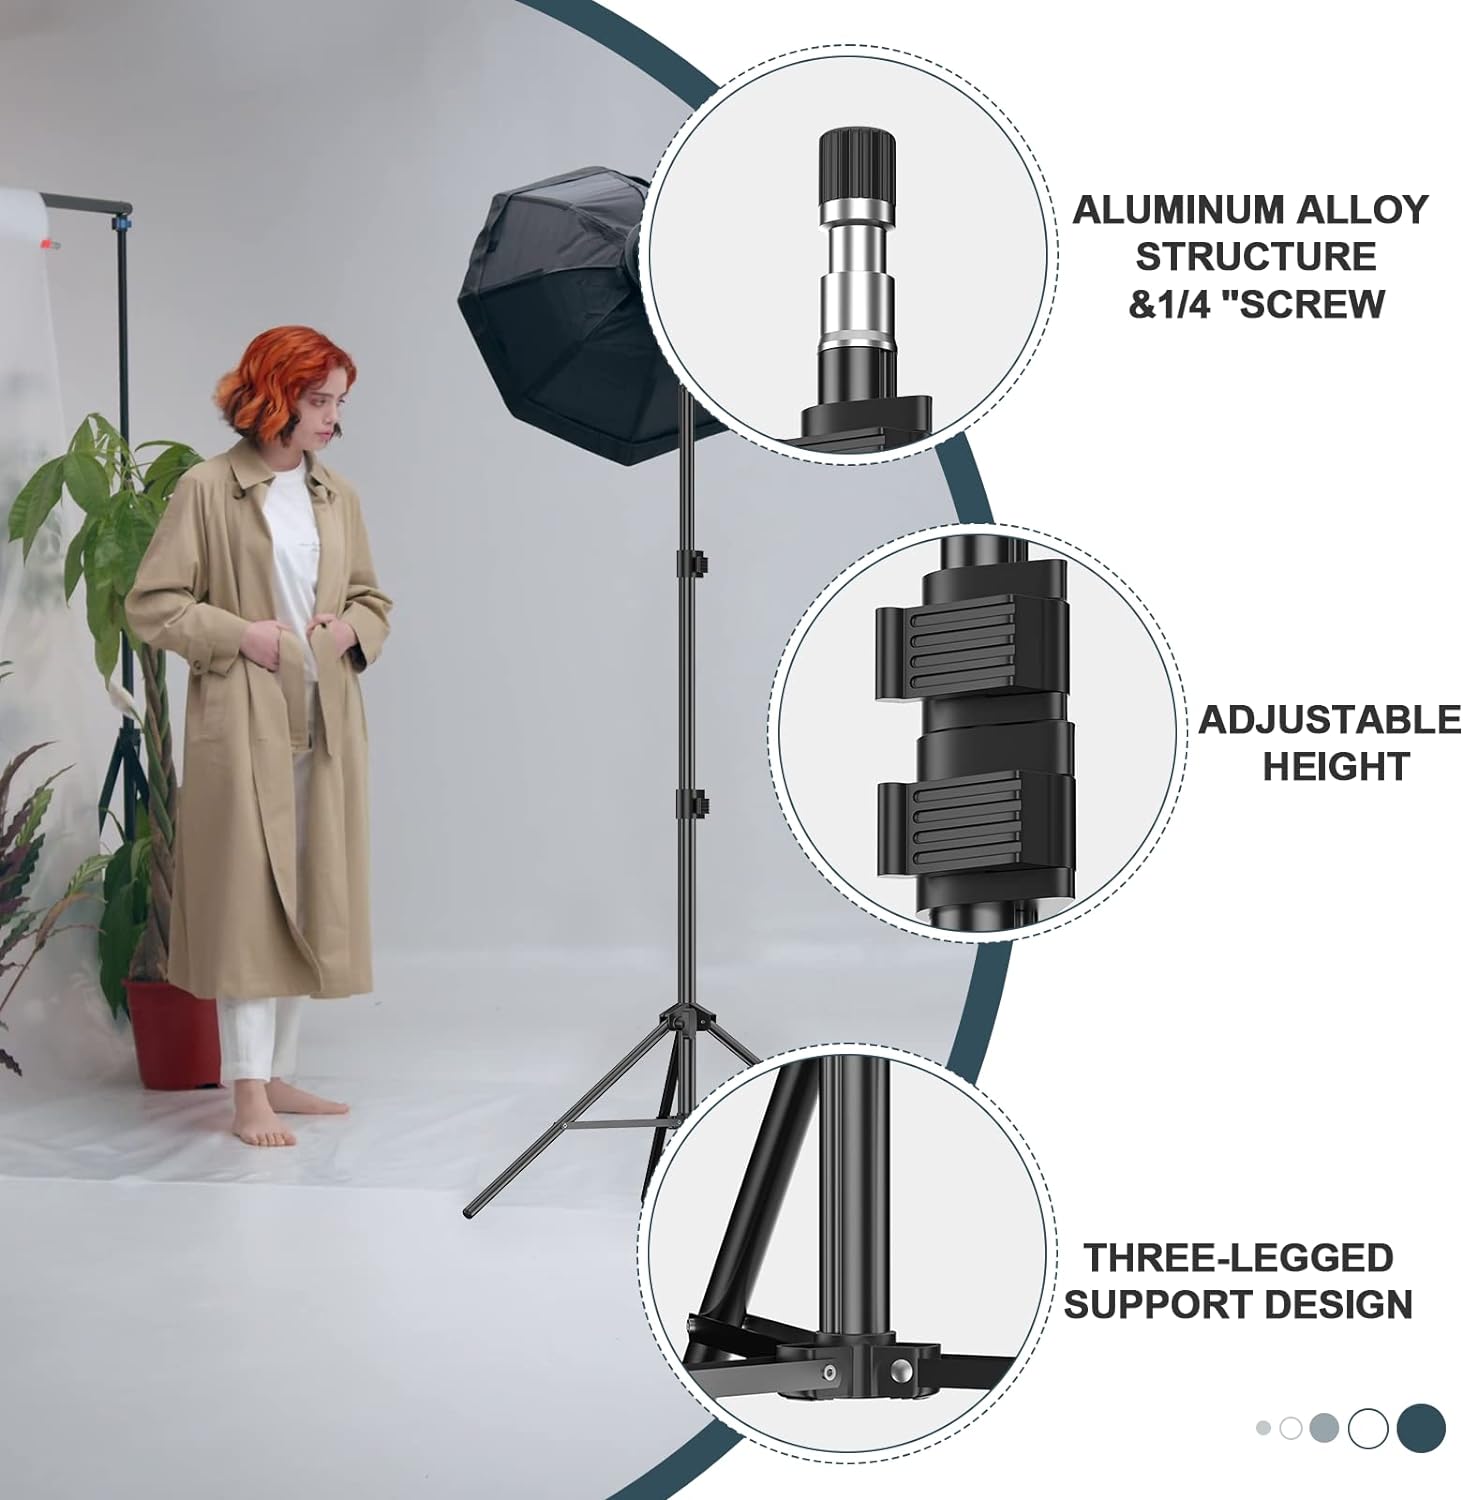 ALUMINUM ALLOY
STRUCTURE
&1/4 "SCREW
ADJUSTABLE
HEIGHT
THREE-LEGGED
SUPPORT DESIGN